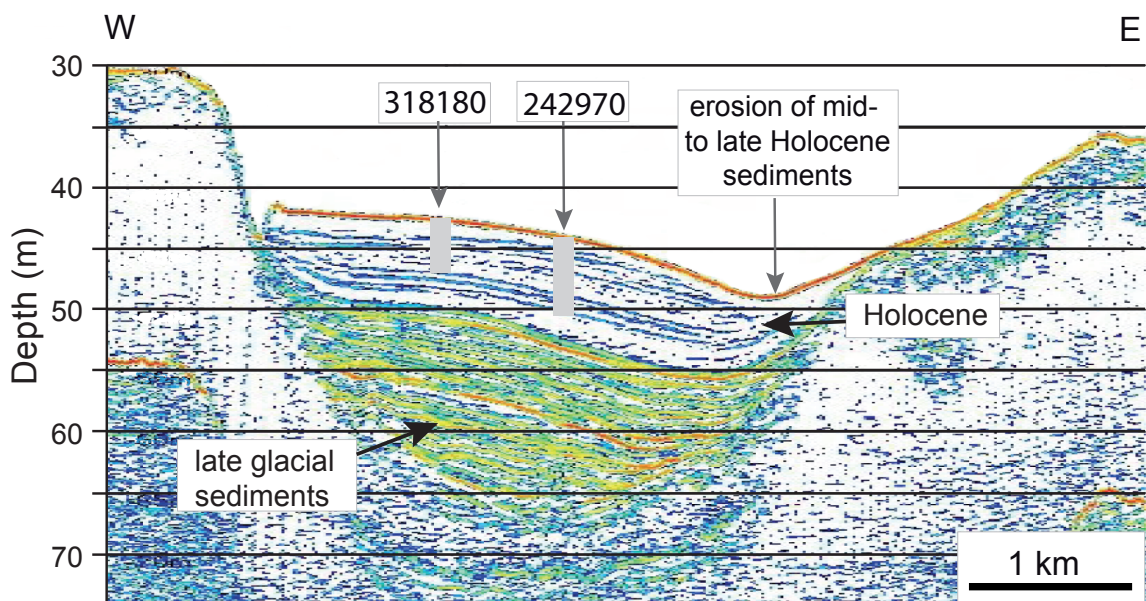 W
E
30
40
50
60
70
Depth (m)
318180
242970
erosion of mid-
to late Holocene
sediments
Holocene
late glacial
sediments
1 km